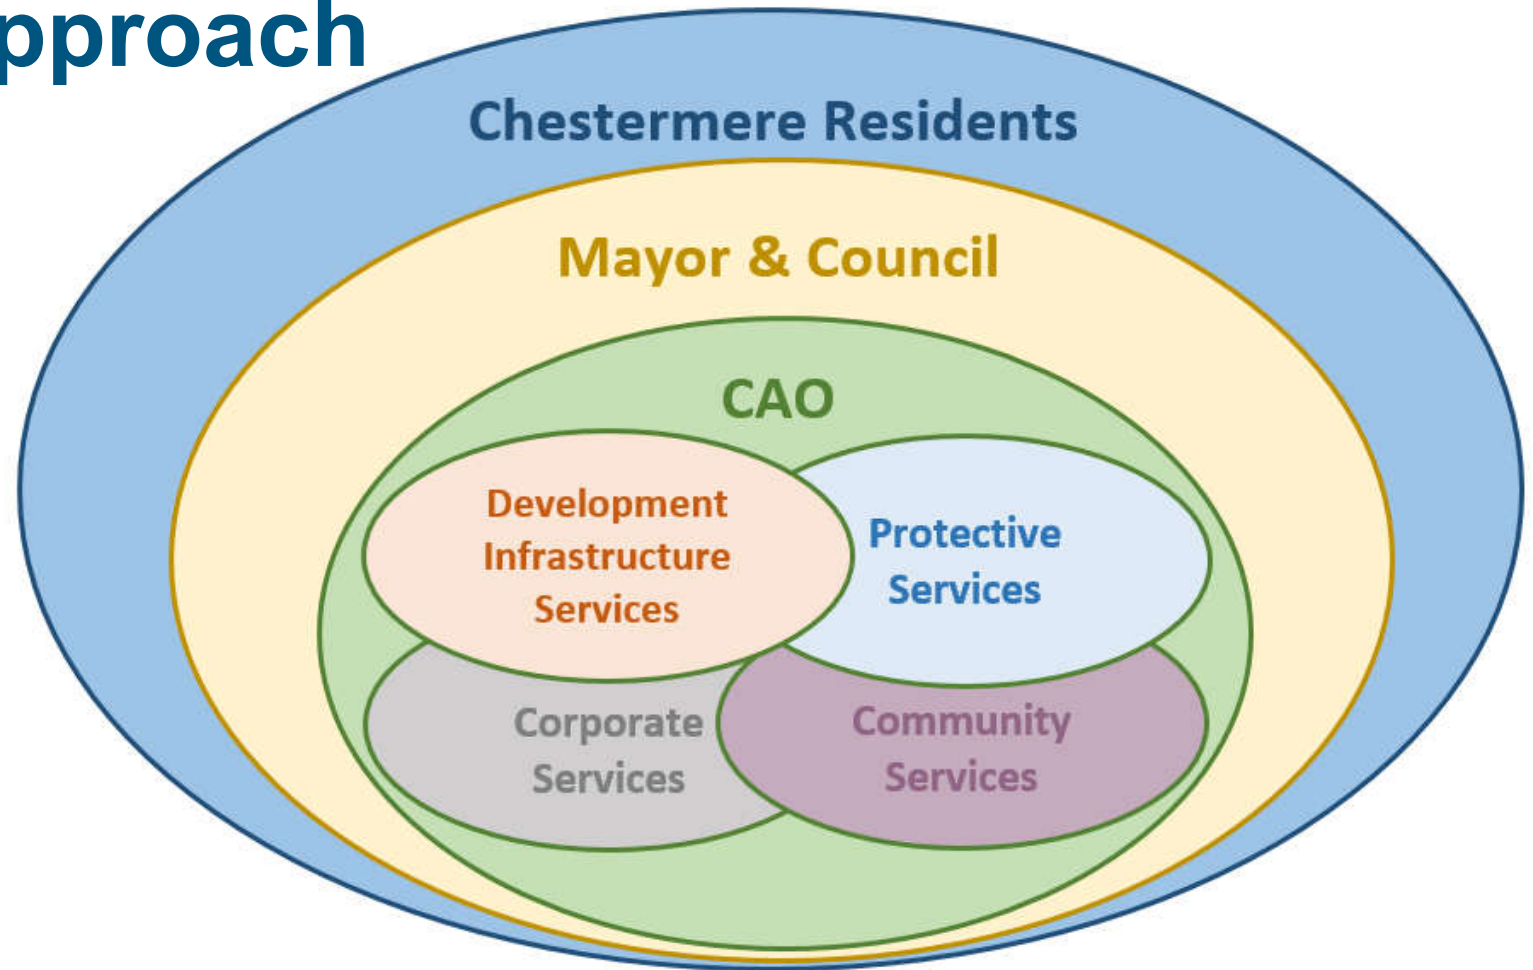 pproach
Chestermere Residents
Mayor & Council
CAO
Development
Infrastructure
Services
Protective
Services
Corporate
Services
Community
Services